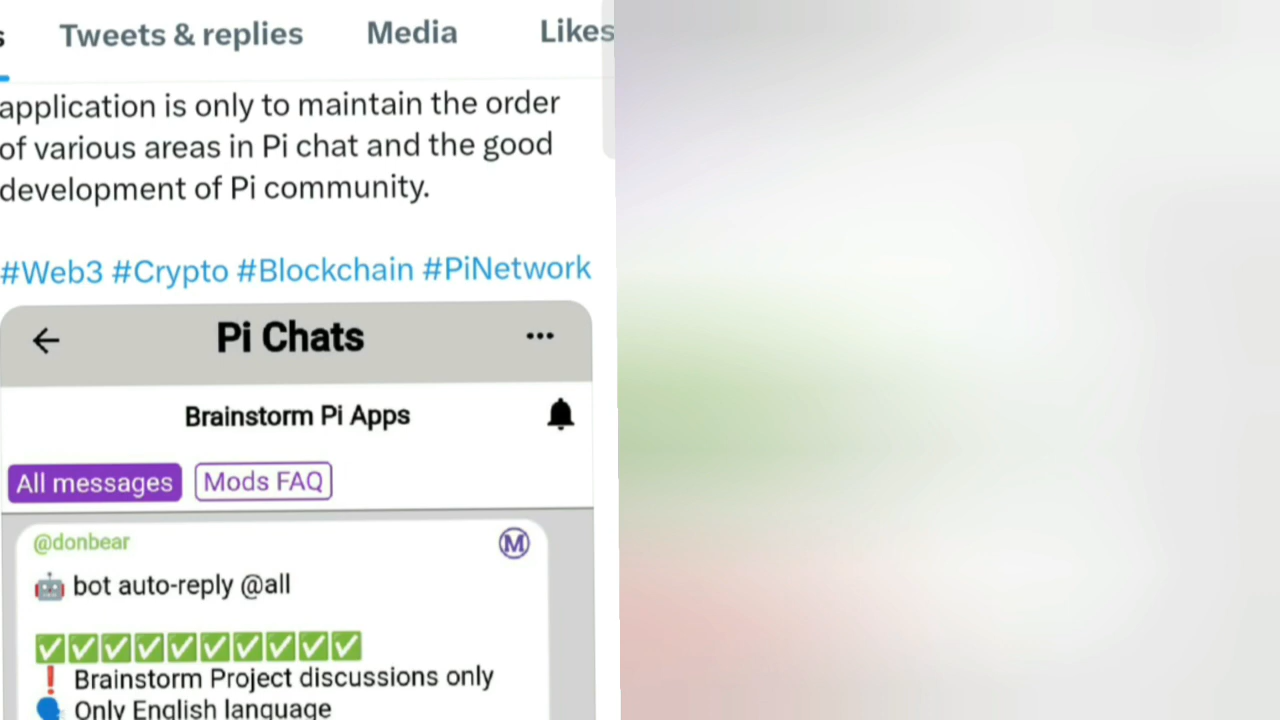 Tweets & replies Media Likes
application is only to maintain the order
of various areas in Pi chat and the good
development of Pi community.
#Web3 #Crypto #Blockchain #PiNetwork
Pi Chats
Brainstorm Pi Apps
All messages Mods FAQ
@donbear M
🤖 bot auto-reply @all
✅✅✅✅✅✅✅✅✅✅
❗ Brainstorm Project discussions only
🗣️ Only English language